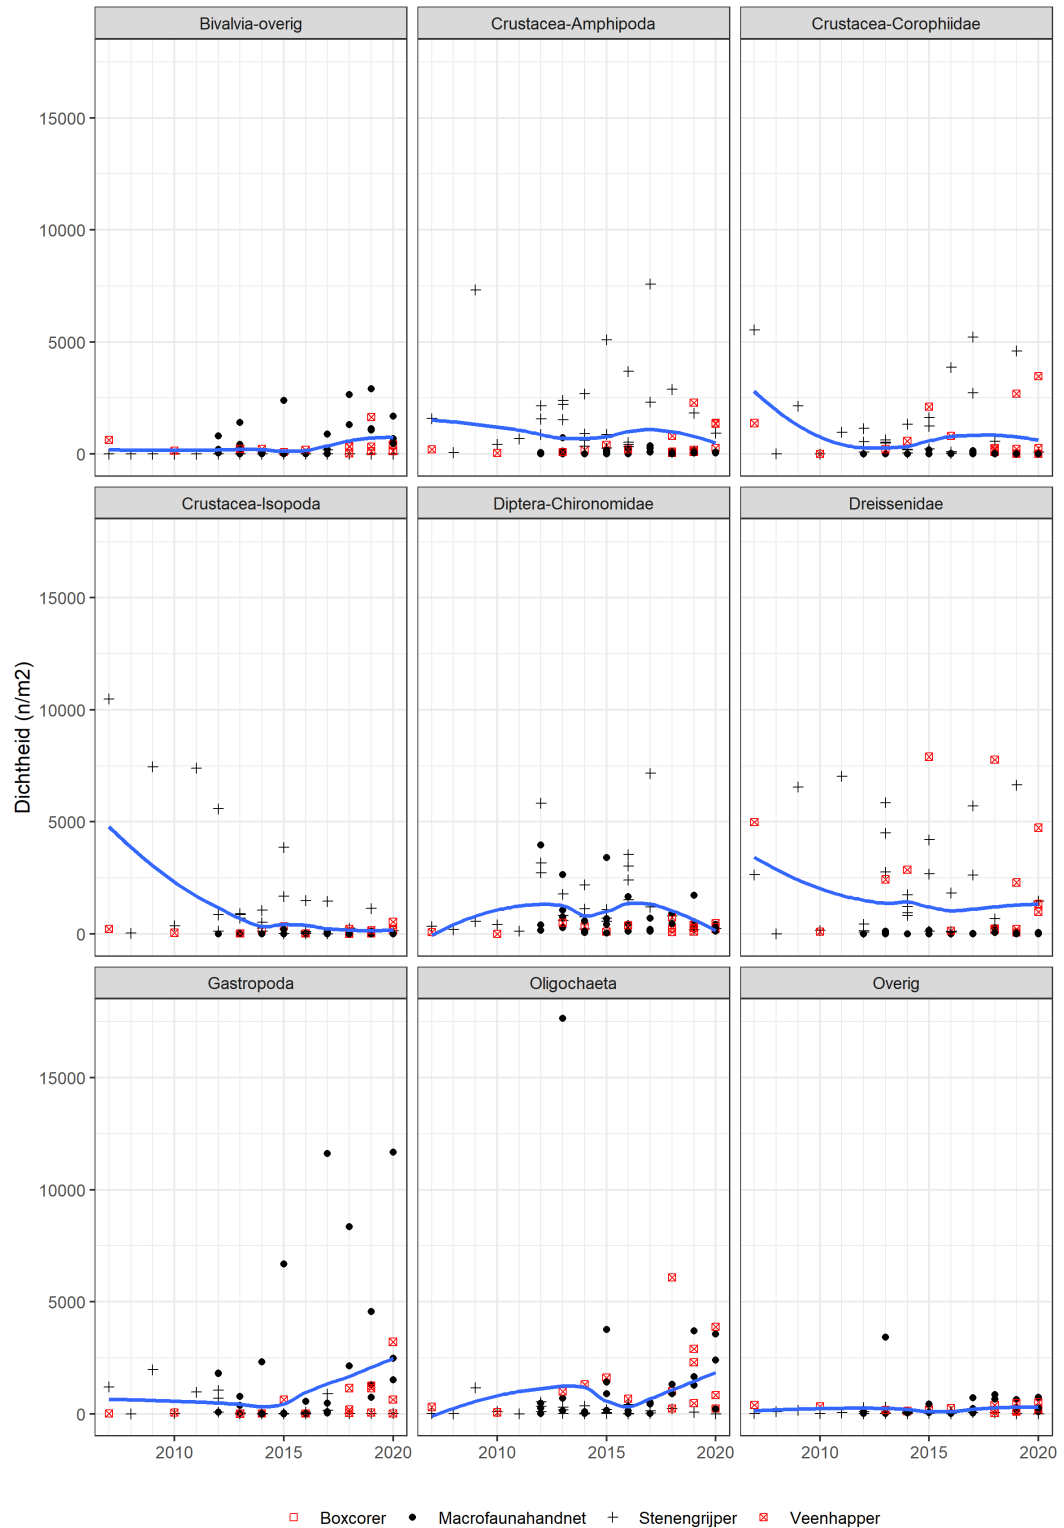 Bivalvia-overig Crustacea-Amphipoda Crustacea-Corophiidae
15000
10000
5000
0
Crustacea-Isopoda Diptera-Chironomidae Dreissenidae
15000
10000
5000
0
Dichtheid (n/m2)
Gastropoda Oligochaeta Overig
15000
10000
5000
0
2010 2015 2020 2010 2015 2020 2010 2015 2020
Boxcorer Macrofaunahandnet Stenengrijper Veenhapper